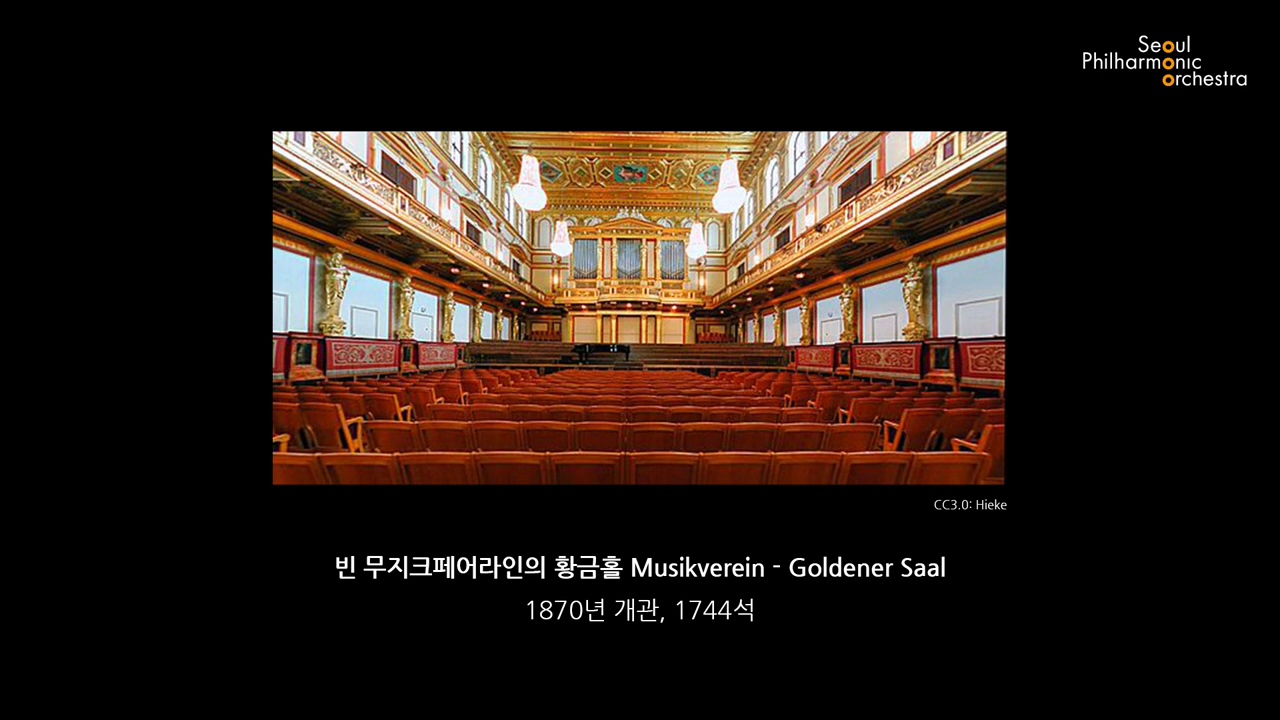 Seoul
Philharmonic
orchestra
CC3.0: Hieke
빈 무지크페어라인의 황금홀 Musikverein - Goldener Saal
1870년 개관, 1744석